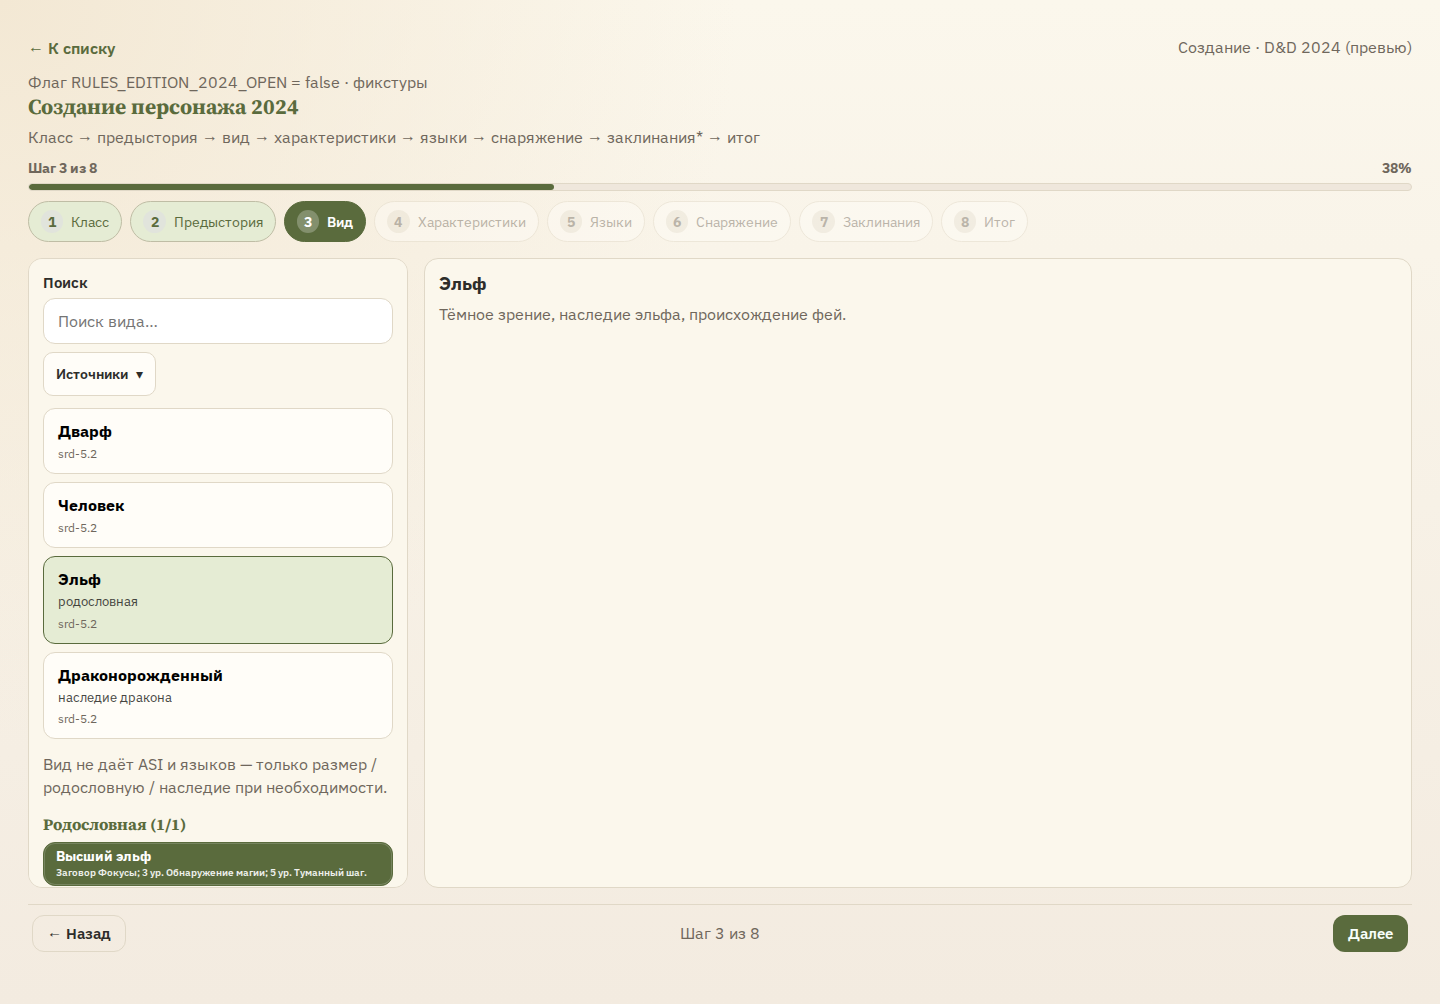 ← К списку
Создание · D&D 2024 (превью)
Флаг RULES_EDITION_2024_OPEN = false · фикстуры
Создание персонажа 2024
Класс → предыстория → вид → характеристики → языки → снаряжение → заклинания* → итог
Шаг 3 из 8
38%
1 Класс
2 Предыстория
3 Вид
4 Характеристики
5 Языки
6 Снаряжение
7 Заклинания
8 Итог
Поиск
Поиск вида...
Источники ▾
Дварф
srd-5.2
Человек
srd-5.2
Эльф
родословная
srd-5.2
Драконорожденный
наследие дракона
srd-5.2
Вид не даёт ASI и языков — только размер /
родословную / наследие при необходимости.
Родословная (1/1)
Высший эльф
Заговор Фокусы; 3 ур. Обнаружение магии; 5 ур. Туманный шаг.
Эльф
Тёмное зрение, наследие эльфа, происхождение фей.
← Назад
Шаг 3 из 8
Далее